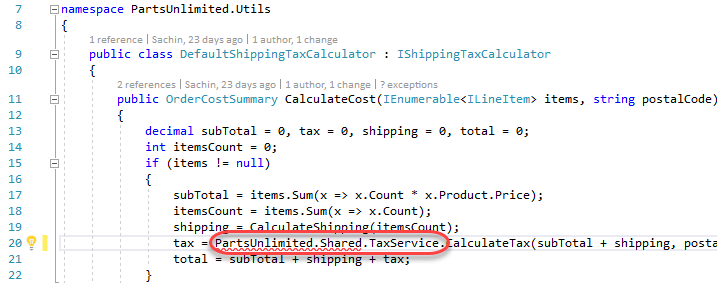 7 namespace PartsUnlimited.Utils
8 {
1 reference | Sachin, 23 days ago | 1 author, 1 change
9 public class DefaultShippingTaxCalculator : IShippingTaxCalculator
10 {
2 references | Sachin, 23 days ago | 1 author, 1 change | ? exceptions
11 public OrderCostSummary CalculateCost(IEnumerable<ILineItem> items, string postalCode)
12 {
13 decimal subTotal = 0, tax = 0, shipping = 0, total = 0;
14 int itemsCount = 0;
15 if (items != null)
16 {
17 subTotal = items.Sum(x => x.Count * x.Product.Price);
18 itemsCount = items.Sum(x => x.Count);
19 shipping = CalculateShipping(itemsCount);
20 tax = PartsUnlimited.Shared.TaxService.CalculateTax(subTotal + shipping, posta
21 total = subTotal + shipping + tax;
22 }